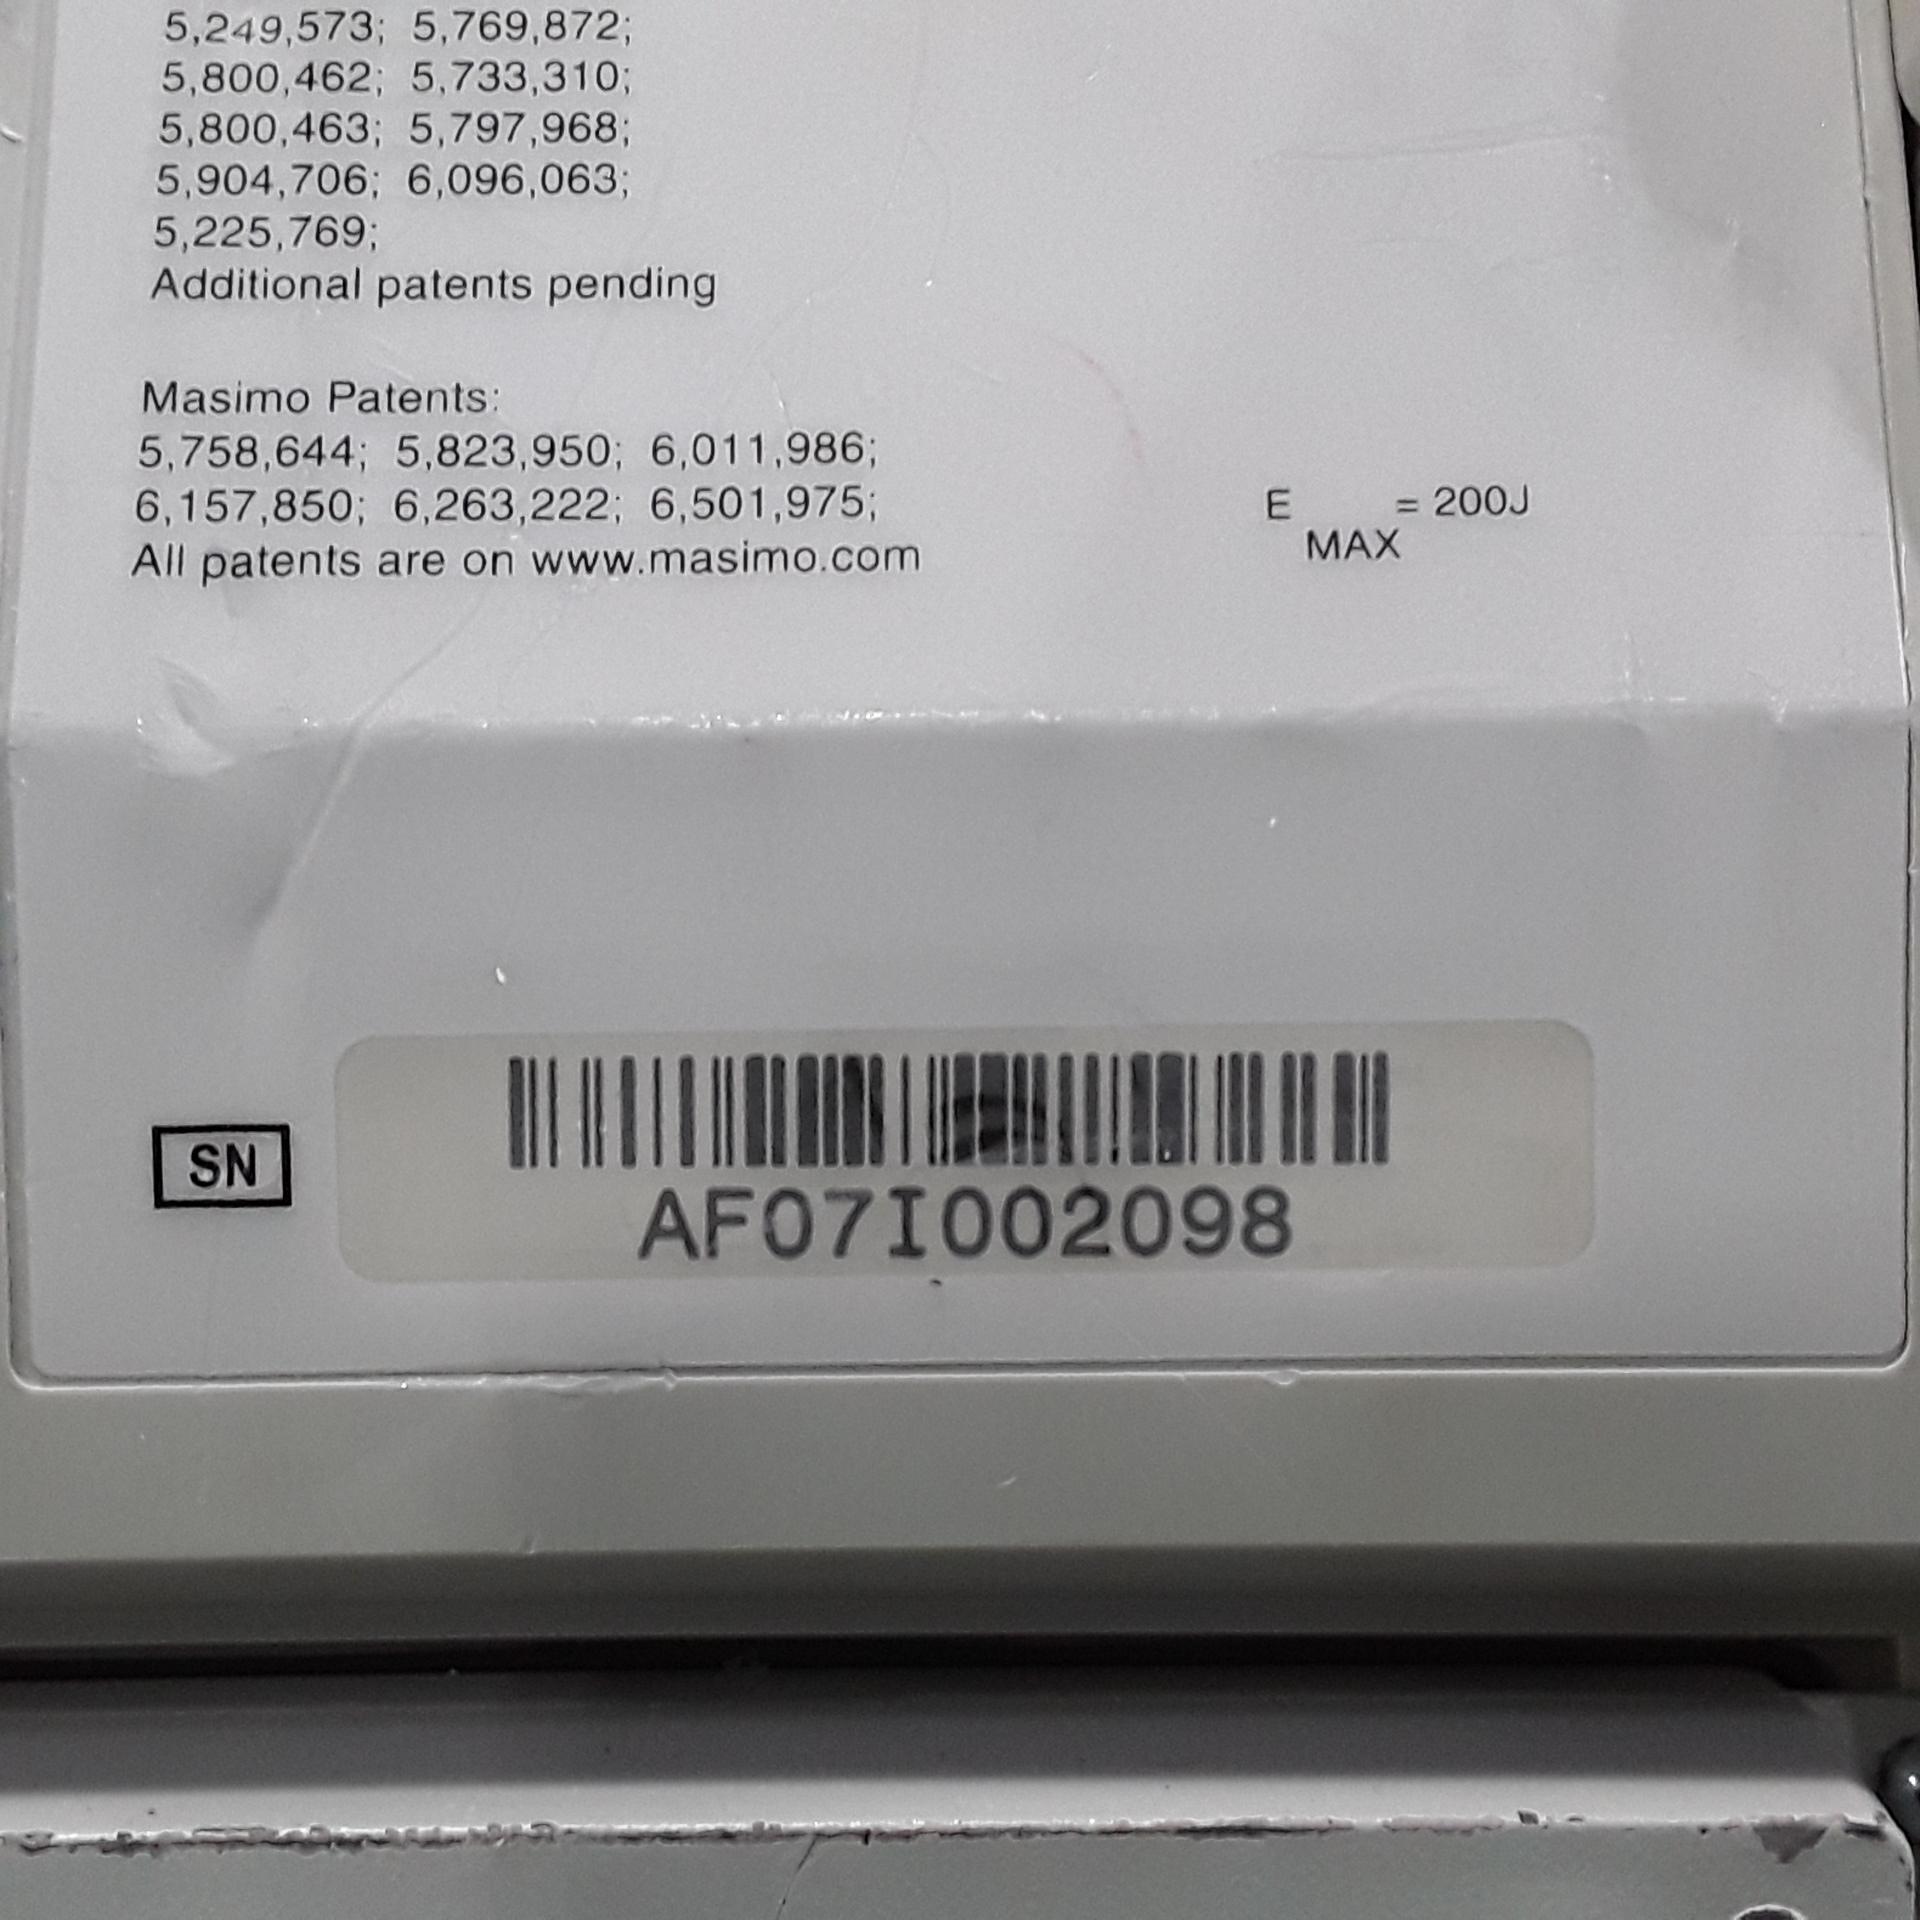 5,249,573; 5,769,872;
5,800,462; 5,733,310;
5,800,463; 5,797,968;
5,904,706; 6,096,063;
5,225,769;
Additional patents pending
Masimo Patents:
5,758,644; 5,823,950; 6,011,986;
6,157,850; 6,263,222; 6,501,975;
All patents are on www.masimo.com
E MAX = 200J
SN
AF07I002098